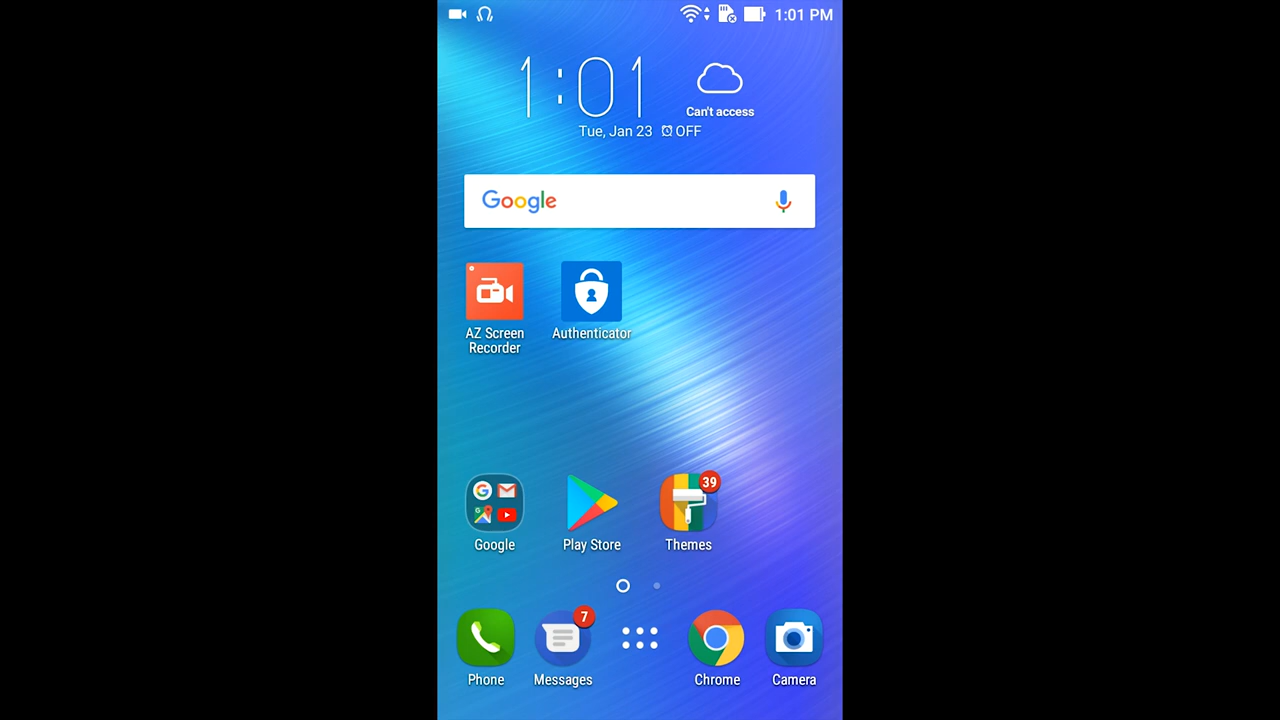 1:01 PM
1:01
Can't access
Tue, Jan 23 OFF
Google
AZ Screen
Recorder
Authenticator
39
Google
Play Store
Themes
7
Phone
Messages
Chrome
Camera